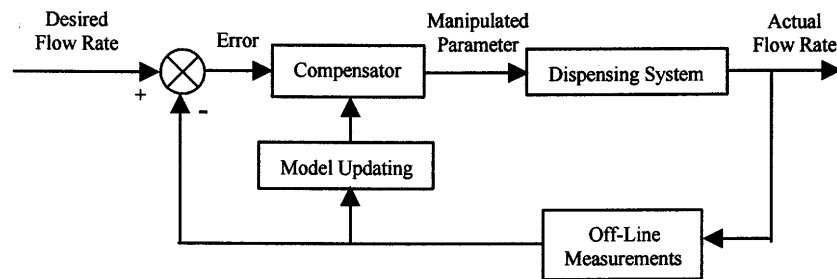 Desired
Flow Rate
Error
Manipulated
Parameter
Actual
Flow Rate
Compensator
Dispensing System
+
-
Model Updating
Off-Line
Measurements